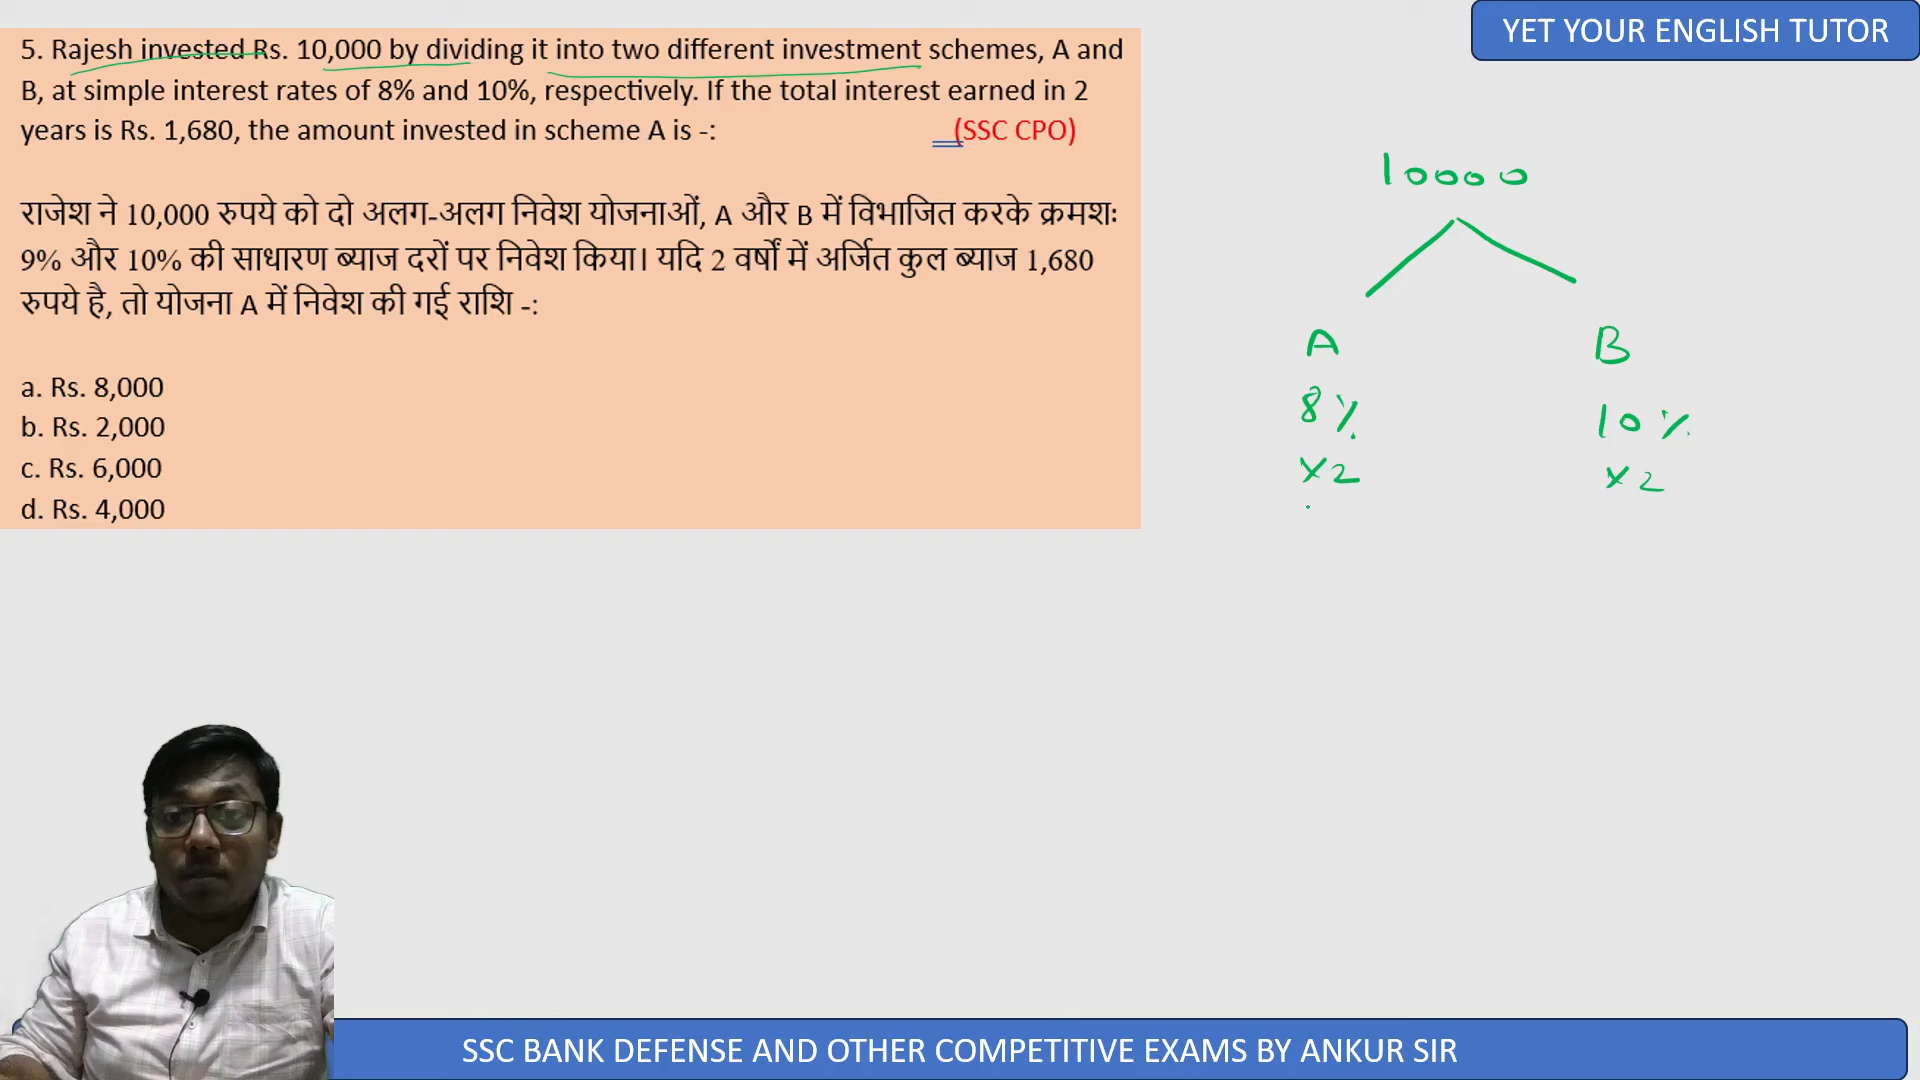 YET YOUR ENGLISH TUTOR
5. Rajesh invested Rs. 10,000 by dividing it into two different investment schemes, A and
B, at simple interest rates of 8% and 10%, respectively. If the total interest earned in 2
years is Rs. 1,680, the amount invested in scheme A is -: (SSC CPO)
राजेश ने 10,000 रुपये को दो अलग-अलग निवेश योजनाओं, A और B में विभाजित करके क्रमशः
9% और 10% की साधारण ब्याज दरों पर निवेश किया। यदि 2 वर्षों में अर्जित कुल ब्याज 1,680
रुपये है, तो योजना A में निवेश की गई राशि -:
a. Rs. 8,000
b. Rs. 2,000
c. Rs. 6,000
d. Rs. 4,000
10000
A B
8% 10%
x2 x2
SSC BANK DEFENSE AND OTHER COMPETITIVE EXAMS BY ANKUR SIR